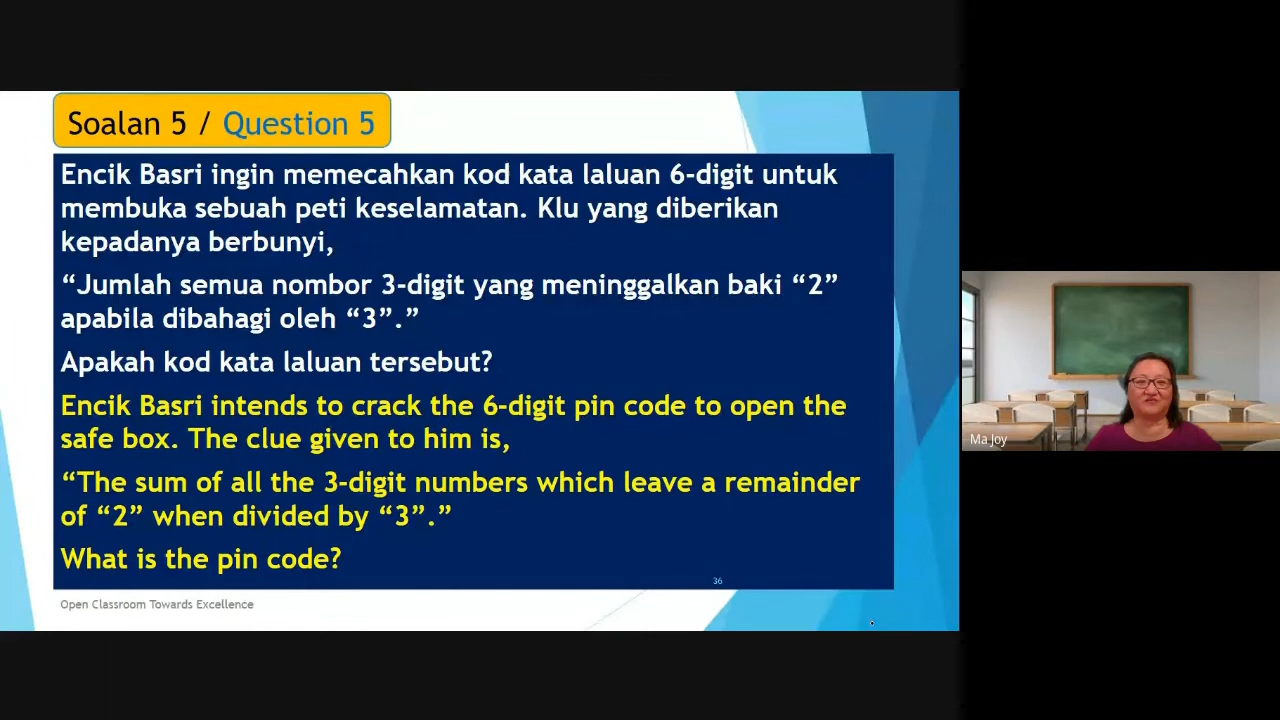 Soalan 5 / Question 5
Encik Basri ingin memecahkan kod kata laluan 6-digit untuk
membuka sebuah peti keselamatan. Klu yang diberikan
kepadanya berbunyi,
“Jumlah semua nombor 3-digit yang meninggalkan baki “2”
apabila dibahagi oleh “3”.”
Apakah kod kata laluan tersebut?
Encik Basri intends to crack the 6-digit pin code to open the
safe box. The clue given to him is,
“The sum of all the 3-digit numbers which leave a remainder
of “2” when divided by “3”.”
What is the pin code?
36
Open Classroom Towards Excellence
Ma Joy